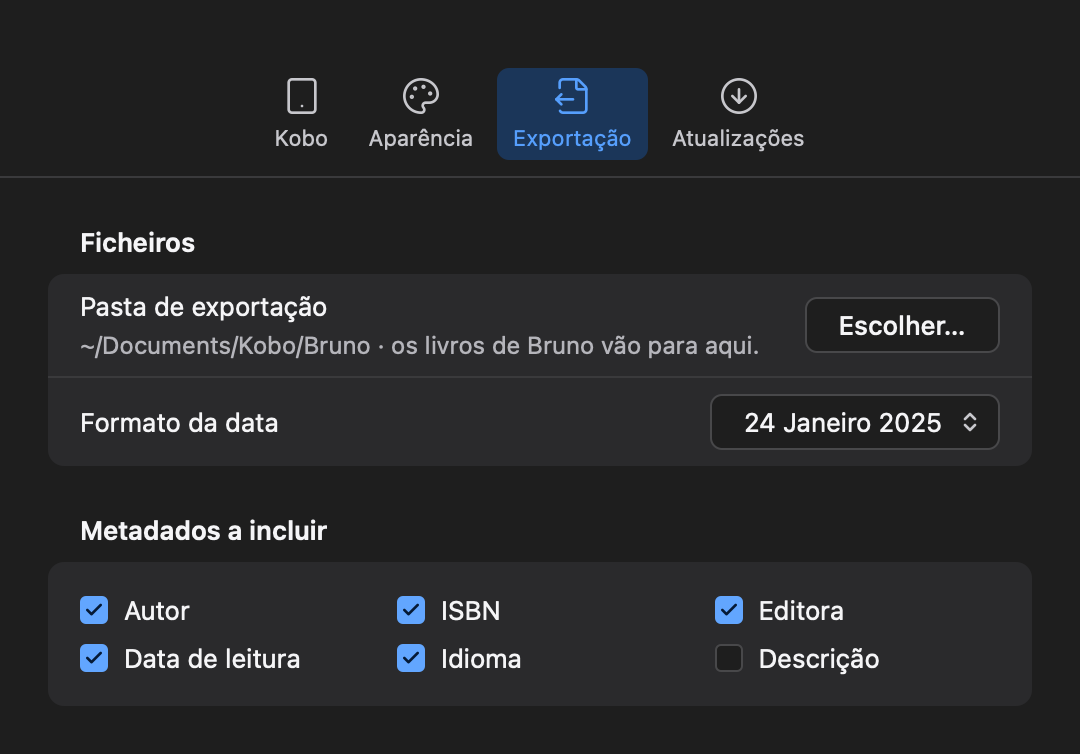 Kobo
Aparência
Exportação
Atualizações
Ficheiros
Pasta de exportação
~/Documents/Kobo/Bruno · os livros de Bruno vão para aqui.
Escolher...
Formato da data
24 Janeiro 2025
Metadados a incluir
Autor
ISBN
Editora
Data de leitura
Idioma
Descrição